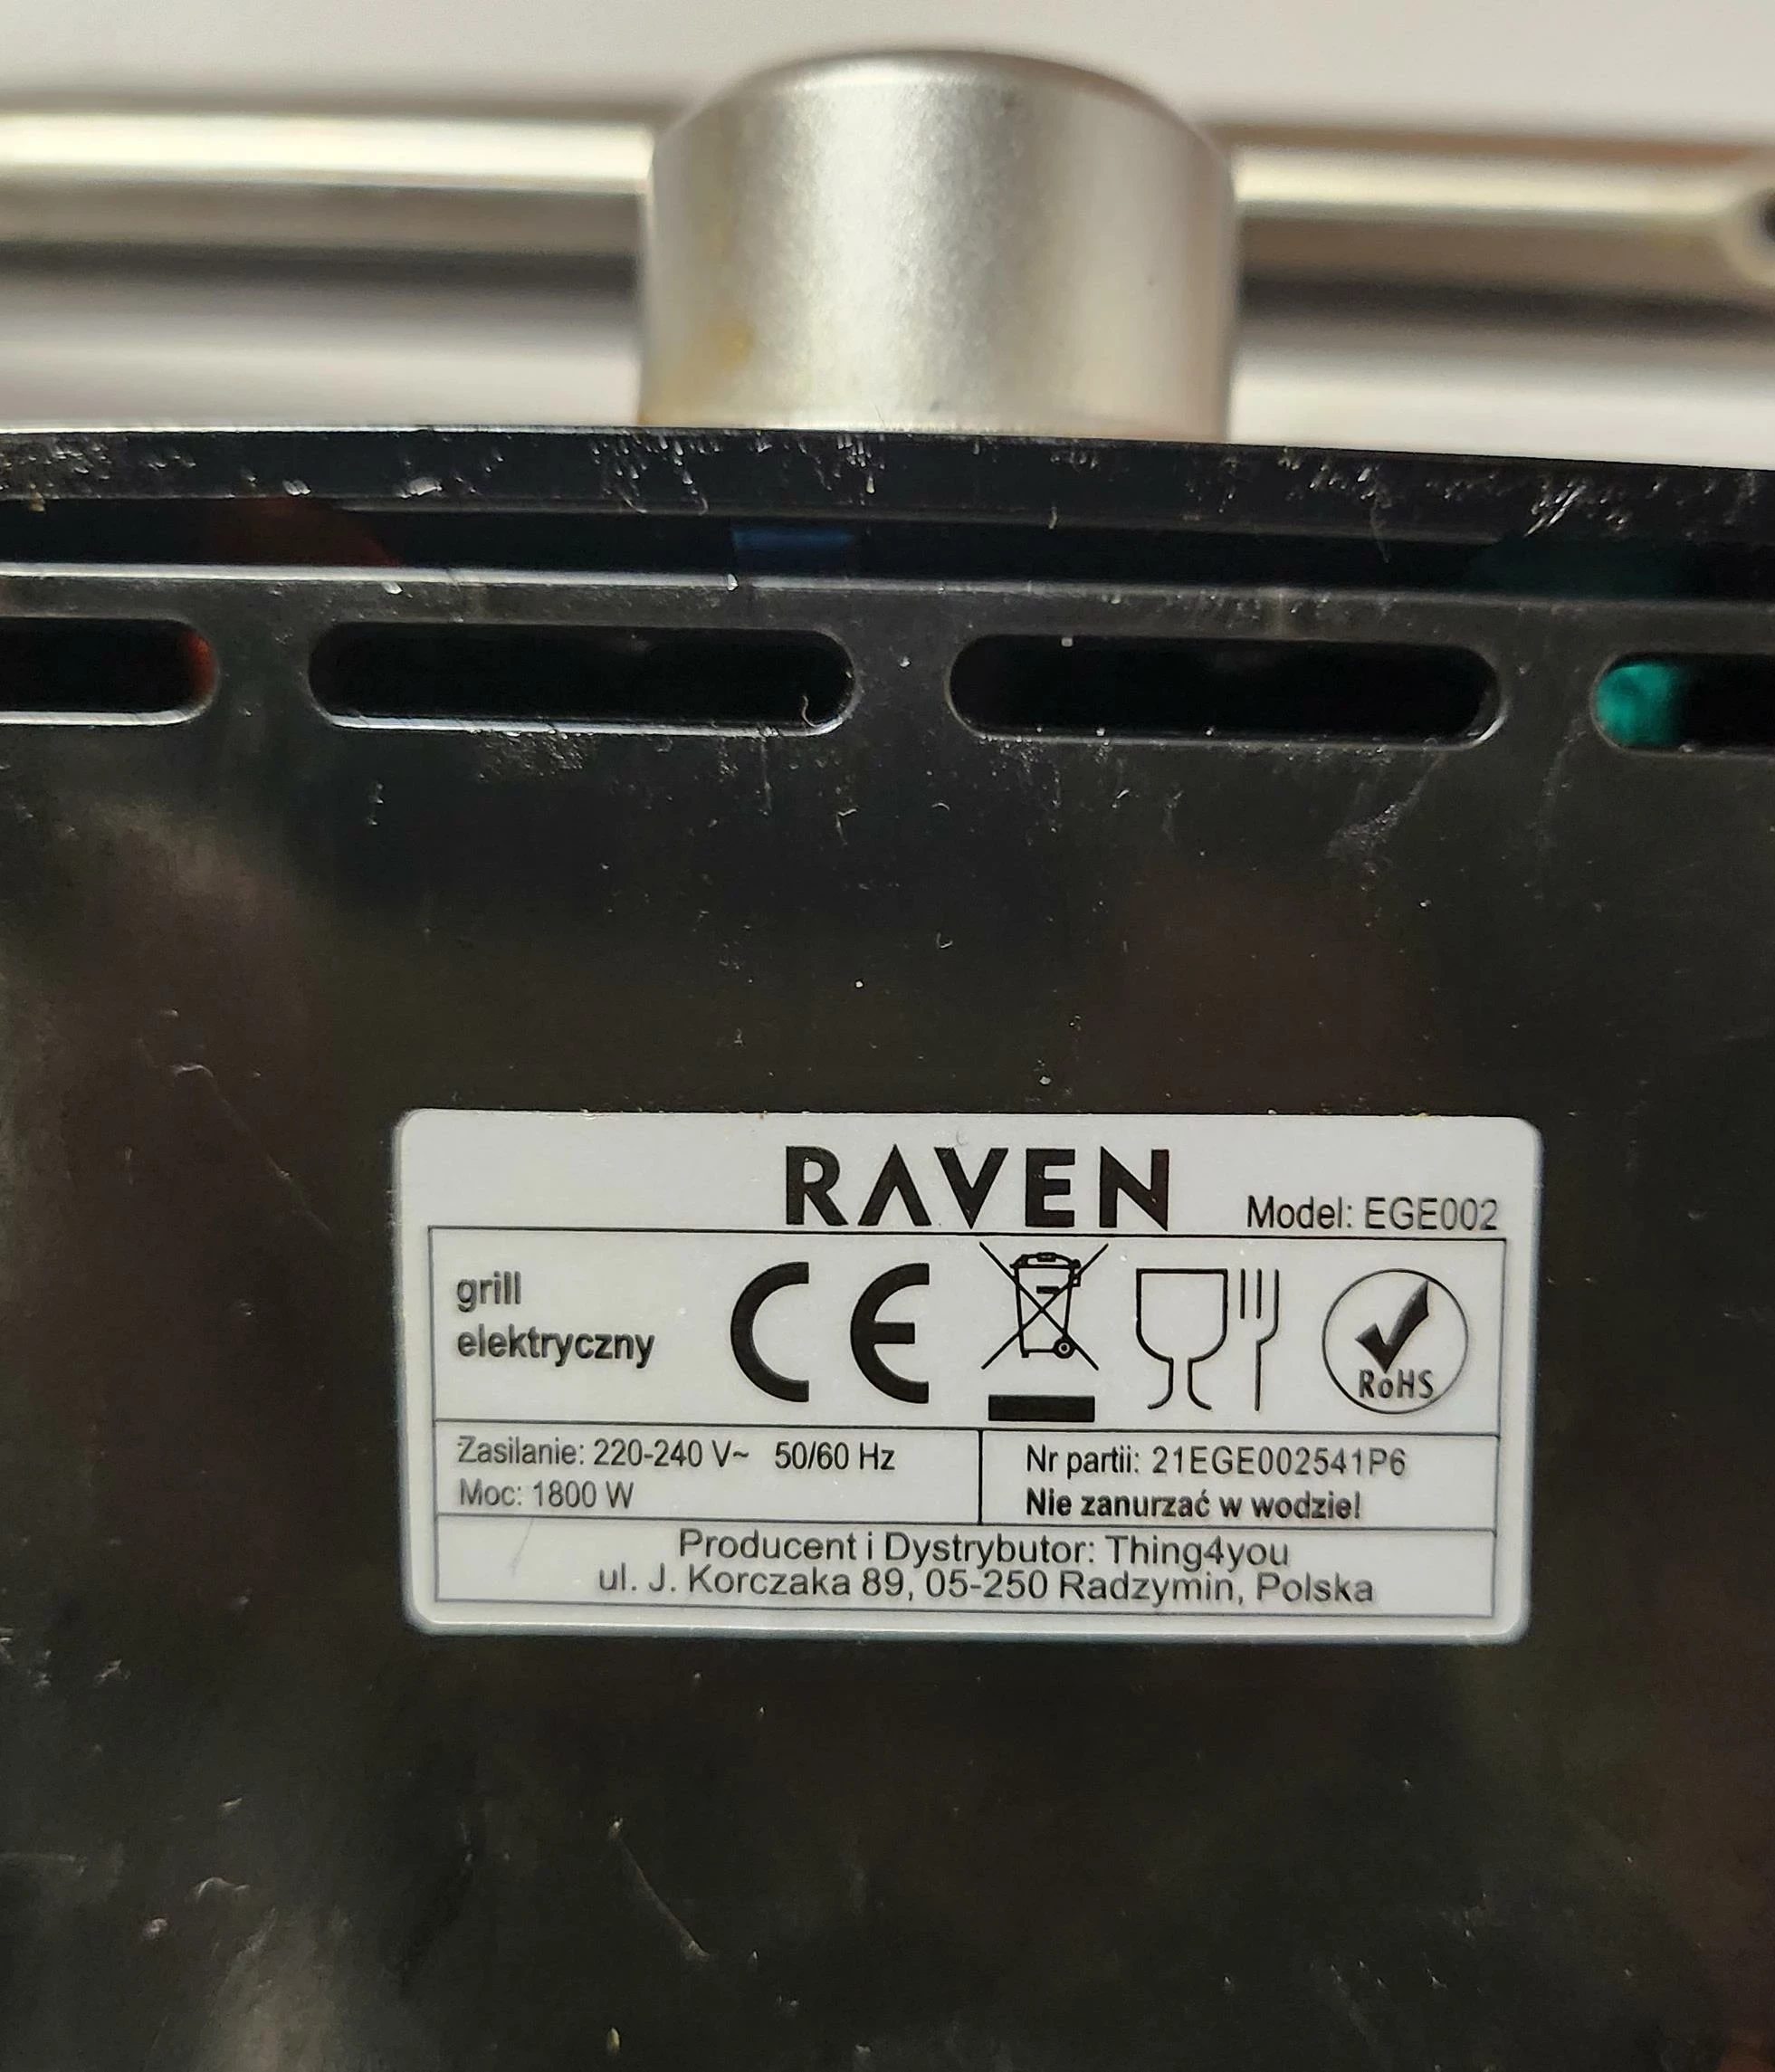 RAVEN Model: EGE002
grill
elektryczny
CE
RoHS
Zasilanie: 220-240 V~ 50/60 Hz
Moc: 1800 W
Nr partii: 21EGE002541P6
Nie zanurzać w wodzie!
Producent i Dystrybutor: Thing4you
ul. J. Korczaka 89, 05-250 Radzymin, Polska